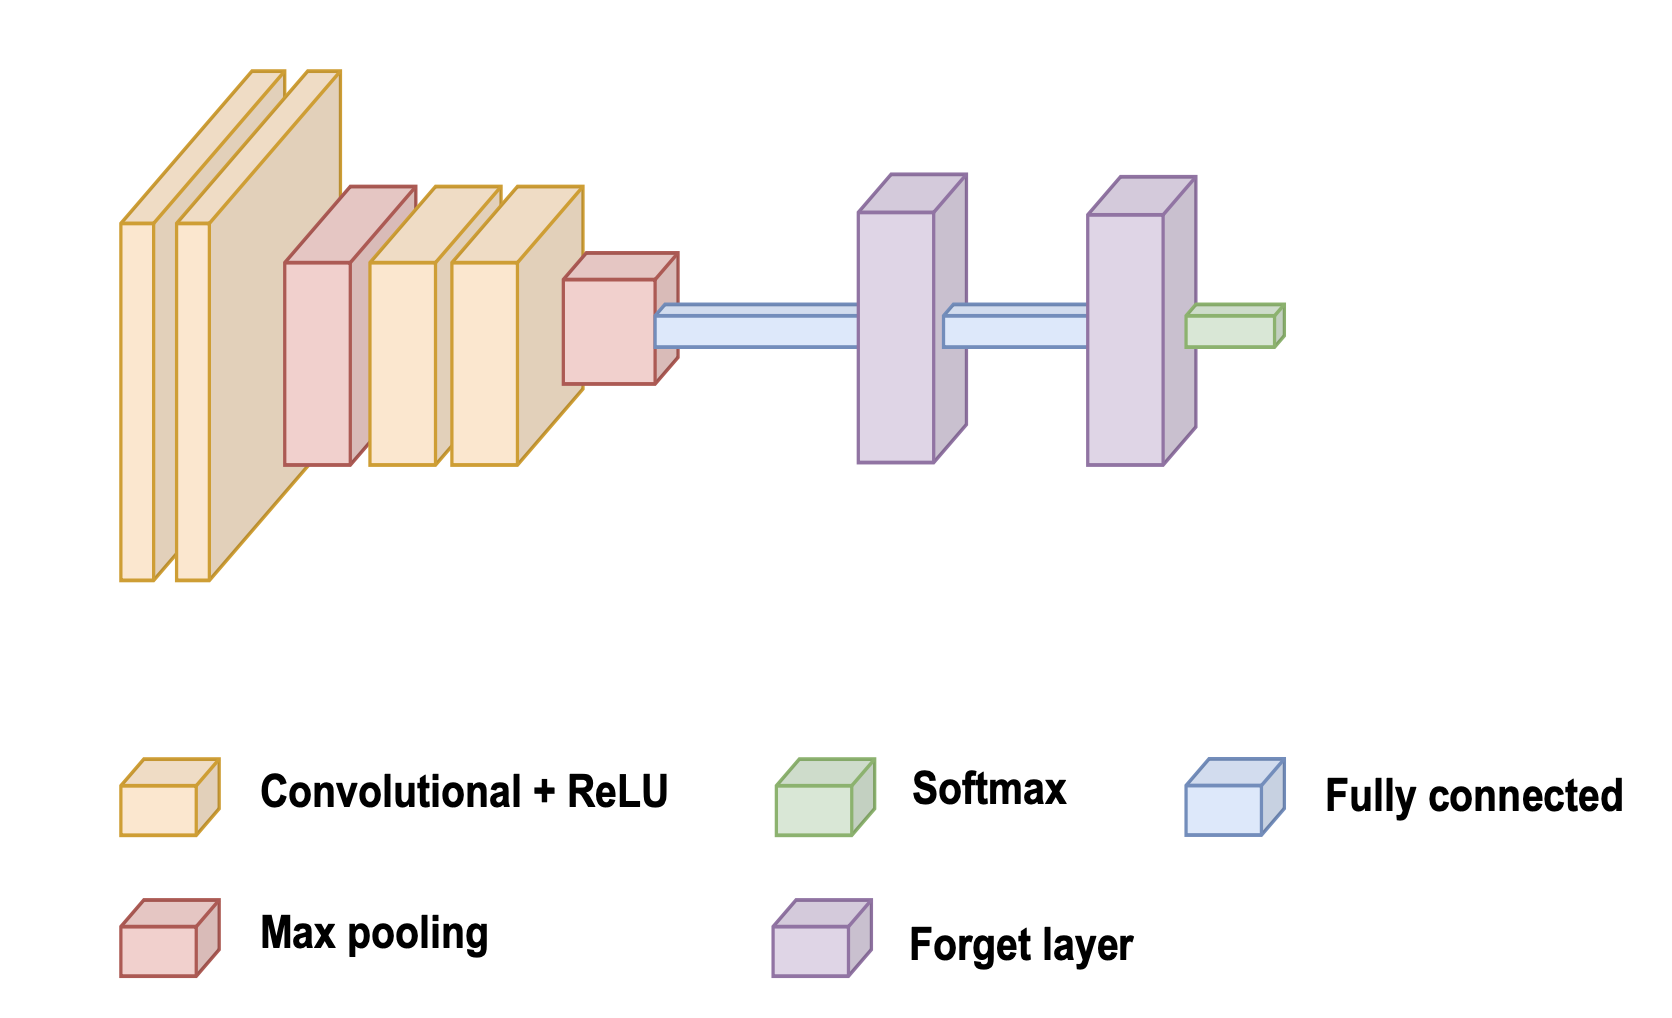 Convolutional + ReLU
Softmax
Fully connected
Max pooling
Forget layer